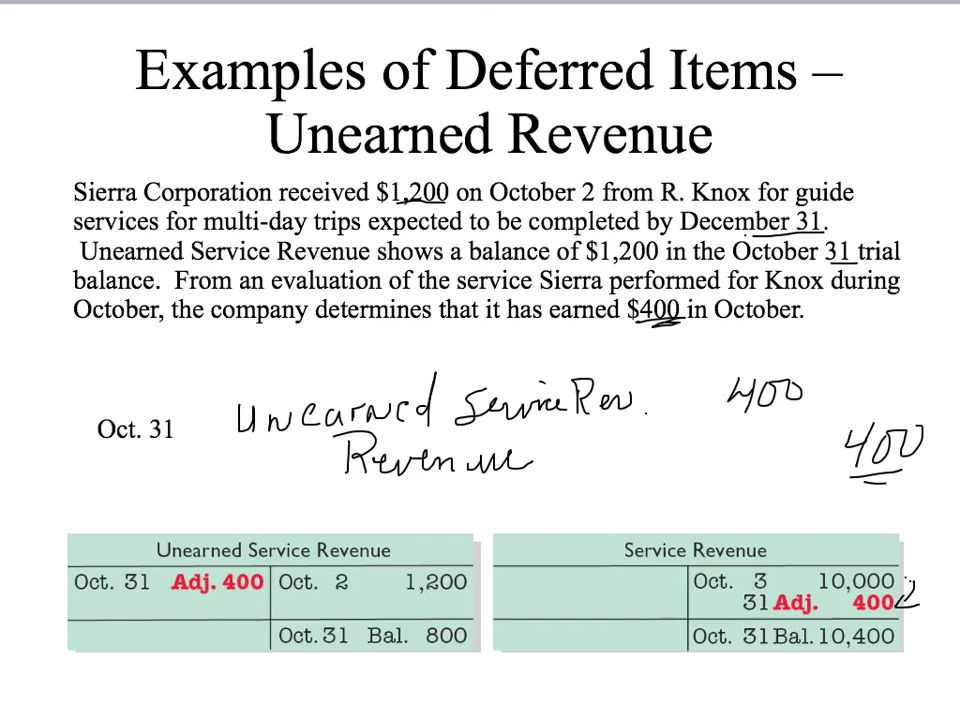 Examples of Deferred Items –
Unearned Revenue
Sierra Corporation received $1,200 on October 2 from R. Knox for guide
services for multi-day trips expected to be completed by December 31.
Unearned Service Revenue shows a balance of $1,200 in the October 31 trial
balance. From an evaluation of the service Sierra performed for Knox during
October, the company determines that it has earned $400 in October.
Unearned Service Rev. 400
Oct. 31
Revenue 400
Unearned Service Revenue
Oct. 31 Adj. 400 Oct. 2 1,200
Oct. 31 Bal. 800
Service Revenue
Oct. 3 10,000
31 Adj. 400
Oct. 31 Bal. 10,400